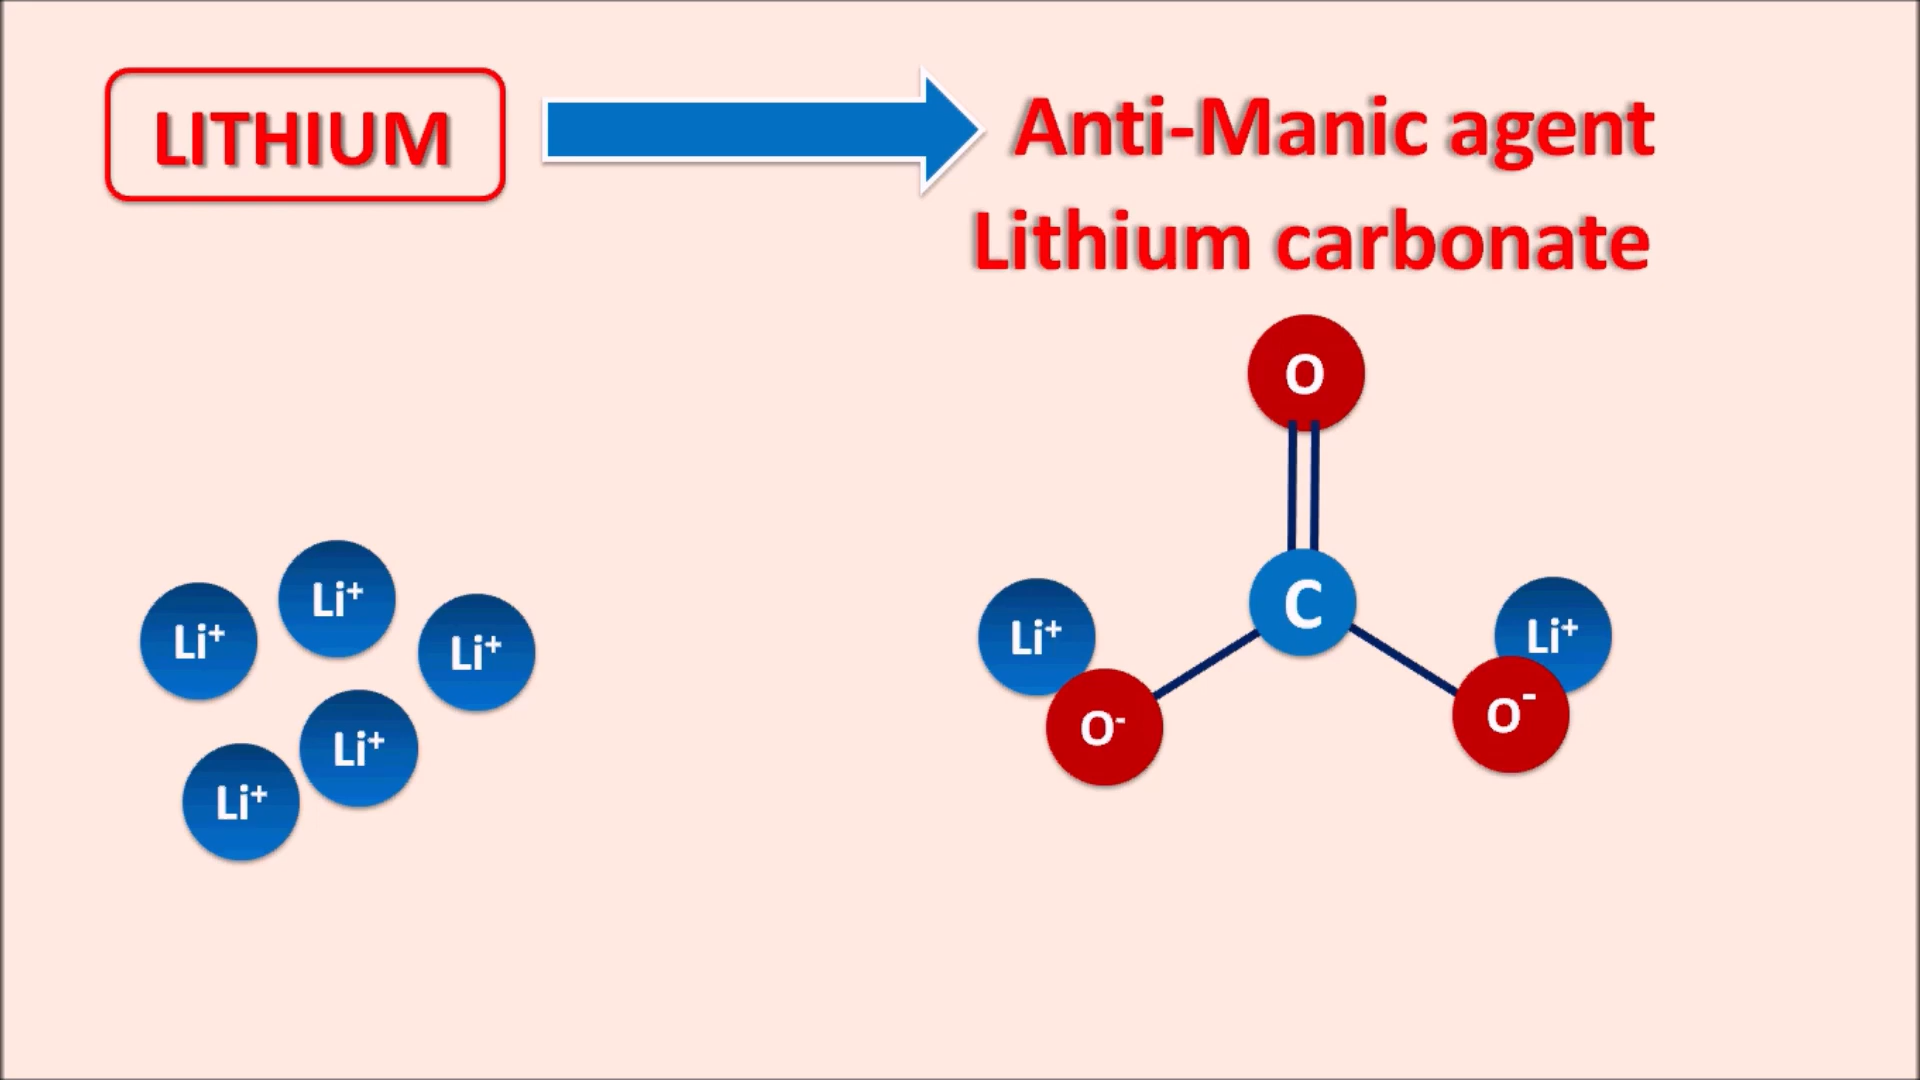 LITHIUM
Anti-Manic agent
Lithium carbonate
O
C
Li⁺
Li⁺
O⁻
O⁻
Li⁺
Li⁺
Li⁺
Li⁺
Li⁺